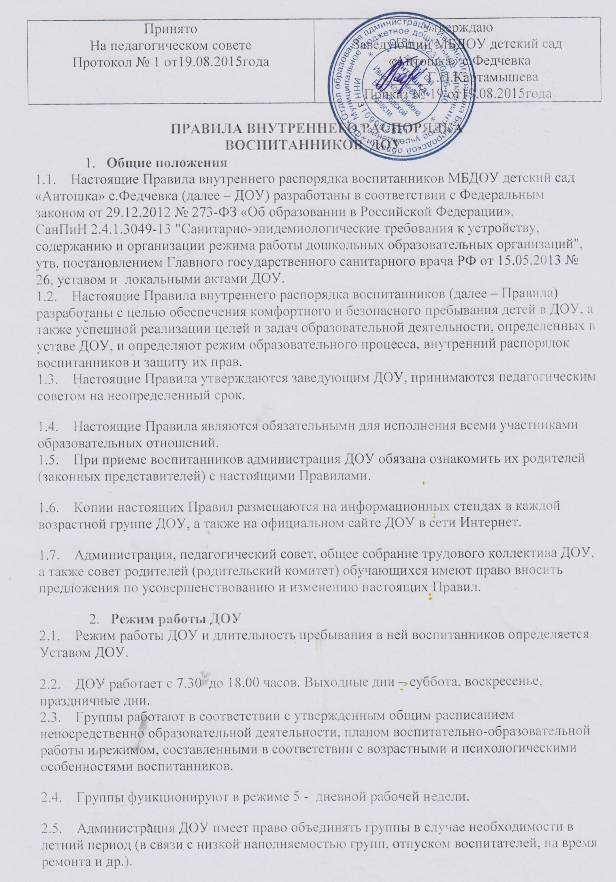 Принято
На педагогическом совете
Протокол № 1 от19.08.2015года
Утверждаю
Заведующий МБДОУ детский сад
«Антошка» с.Федчевка
Г.Д.Картамышева
Приказ № 19 от19.08.2015года
ПРАВИЛА ВНУТРЕННЕГО РАСПОРЯДКА
ВОСПИТАННИКОВ ДОУ
1. Общие положения
1.1. Настоящие Правила внутреннего распорядка воспитанников МБДОУ детский сад
«Антошка» с.Федчевка (далее – ДОУ) разработаны в соответствии с Федеральным
законом от 29.12.2012 № 273-ФЗ «Об образовании в Российской Федерации»,
СанПиН 2.4.1.3049-13 "Санитарно-эпидемиологические требования к устройству,
содержанию и организации режима работы дошкольных образовательных организаций",
утв. постановлением Главного государственного санитарного врача РФ от 15.05.2013 №
26, уставом и локальными актами ДОУ.
1.2. Настоящие Правила внутреннего распорядка воспитанников (далее – Правила)
разработаны с целью обеспечения комфортного и безопасного пребывания детей в ДОУ, а
также успешной реализации целей и задач образовательной деятельности, определенных в
уставе ДОУ, и определяют режим образовательного процесса, внутренний распорядок
воспитанников и защиту их прав.
1.3. Настоящие Правила утверждаются заведующим ДОУ, принимаются педагогическим
советом на неопределенный срок.
1.4. Настоящие Правила являются обязательными для исполнения всеми участниками
образовательных отношений.
1.5. При приеме воспитанников администрация ДОУ обязана ознакомить их родителей
(законных представителей) с настоящими Правилами.
1.6. Копии настоящих Правил размещаются на информационных стендах в каждой
возрастной группе ДОУ, а также на официальном сайте ДОУ в сети Интернет.
1.7. Администрация, педагогический совет, общее собрание трудового коллектива ДОУ,
а также совет родителей (родительский комитет) обучающихся имеют право вносить
предложения по усовершенствованию и изменению настоящих Правил.
2. Режим работы ДОУ
2.1. Режим работы ДОУ и длительность пребывания в ней воспитанников определяется
Уставом ДОУ.
2.2. ДОУ работает с 7.30 до 18.00 часов. Выходные дни – суббота, воскресенье,
праздничные дни.
2.3. Группы работают в соответствии с утвержденным общим расписанием
непосредственно образовательной деятельности, планом воспитательно-образовательной
работы и режимом, составленными в соответствии с возрастными и психологическими
особенностями воспитанников.
2.4. Группы функционируют в режиме 5 - дневной рабочей недели.
2.5. Администрация ДОУ имеет право объединять группы в случае необходимости в
летний период (в связи с низкой наполняемостью групп, отпуском воспитателей, на время
ремонта и др.).